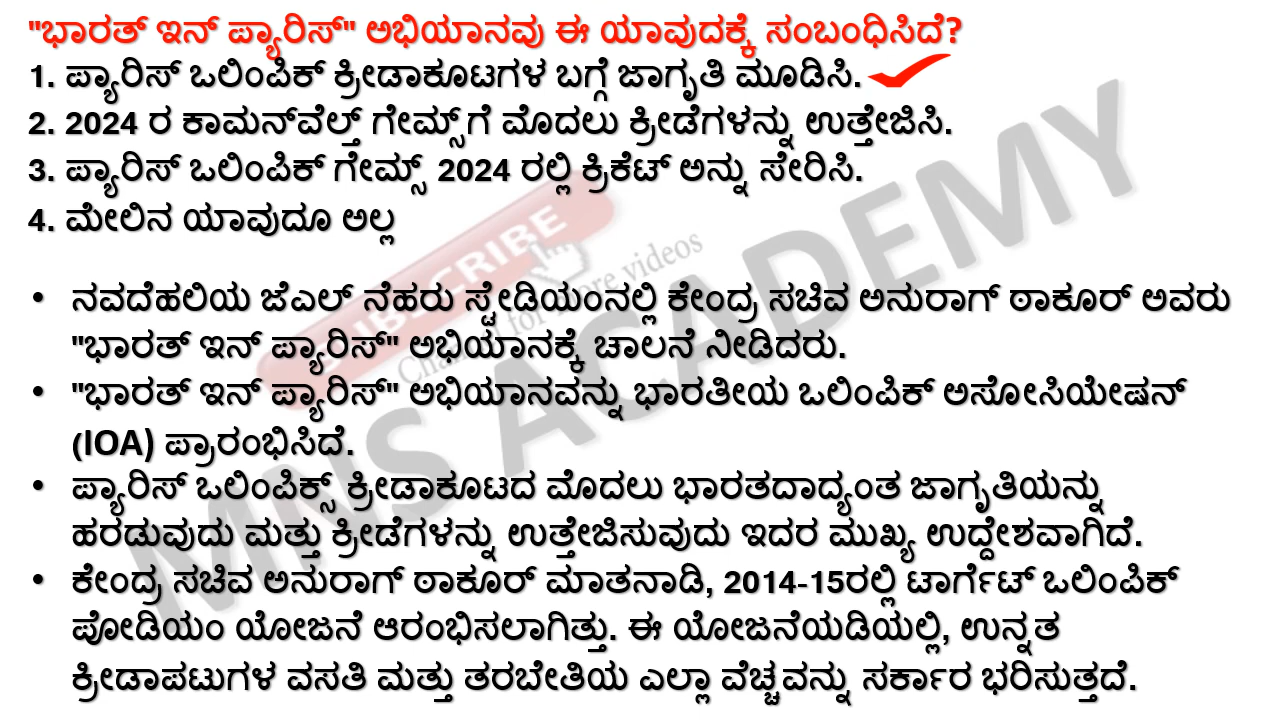 "ಭಾರತ್ ಇನ್ ಪ್ಯಾರಿಸ್" ಅಭಿಯಾನವು ಈ ಯಾವುದಕ್ಕೆ ಸಂಬಂಧಿಸಿದೆ?
1. ಪ್ಯಾರಿಸ್ ಒಲಿಂಪಿಕ್ ಕ್ರೀಡಾಕೂಟಗಳ ಬಗ್ಗೆ ಜಾಗೃತಿ ಮೂಡಿಸಿ.
2. 2024 ರ ಕಾಮನ್‌ವೆಲ್ತ್ ಗೇಮ್ಸ್‌ಗೆ ಮೊದಲು ಕ್ರೀಡೆಗಳನ್ನು ಉತ್ತೇಜಿಸಿ.
3. ಪ್ಯಾರಿಸ್ ಒಲಿಂಪಿಕ್ ಗೇಮ್ಸ್ 2024 ರಲ್ಲಿ ಕ್ರಿಕೆಟ್ ಅನ್ನು ಸೇರಿಸಿ.
4. ಮೇಲಿನ ಯಾವುದೂ ಅಲ್ಲ
• ನವದೆಹಲಿಯ ಜೆಎಲ್ ನೆಹರು ಸ್ಟೇಡಿಯಂನಲ್ಲಿ ಕೇಂದ್ರ ಸಚಿವ ಅನುರಾಗ್ ಠಾಕೂರ್ ಅವರು
"ಭಾರತ್ ಇನ್ ಪ್ಯಾರಿಸ್" ಅಭಿಯಾನಕ್ಕೆ ಚಾಲನೆ ನೀಡಿದರು.
• "ಭಾರತ್ ಇನ್ ಪ್ಯಾರಿಸ್" ಅಭಿಯಾನವನ್ನು ಭಾರತೀಯ ಒಲಿಂಪಿಕ್ ಅಸೋಸಿಯೇಷನ್
(IOA) ಪ್ರಾರಂಭಿಸಿದೆ.
• ಪ್ಯಾರಿಸ್ ಒಲಿಂಪಿಕ್ಸ್ ಕ್ರೀಡಾಕೂಟದ ಮೊದಲು ಭಾರತದಾದ್ಯಂತ ಜಾಗೃತಿಯನ್ನು
ಹರಡುವುದು ಮತ್ತು ಕ್ರೀಡೆಗಳನ್ನು ಉತ್ತೇಜಿಸುವುದು ಇದರ ಮುಖ್ಯ ಉದ್ದೇಶವಾಗಿದೆ.
• ಕೇಂದ್ರ ಸಚಿವ ಅನುರಾಗ್ ಠಾಕೂರ್ ಮಾತನಾಡಿ, 2014-15ರಲ್ಲಿ ಟಾರ್ಗೆಟ್ ಒಲಿಂಪಿಕ್
ಪೋಡಿಯಂ ಯೋಜನೆ ಆರಂಭಿಸಲಾಗಿತ್ತು. ಈ ಯೋಜನೆಯಡಿಯಲ್ಲಿ, ಉನ್ನತ
ಕ್ರೀಡಾಪಟುಗಳ ವಸತಿ ಮತ್ತು ತರಬೇತಿಯ ಎಲ್ಲಾ ವೆಚ್ಚವನ್ನು ಸರ್ಕಾರ ಭರಿಸುತ್ತದೆ.
SUBSCRIBE
Channel for more videos
MNS ACADEMY